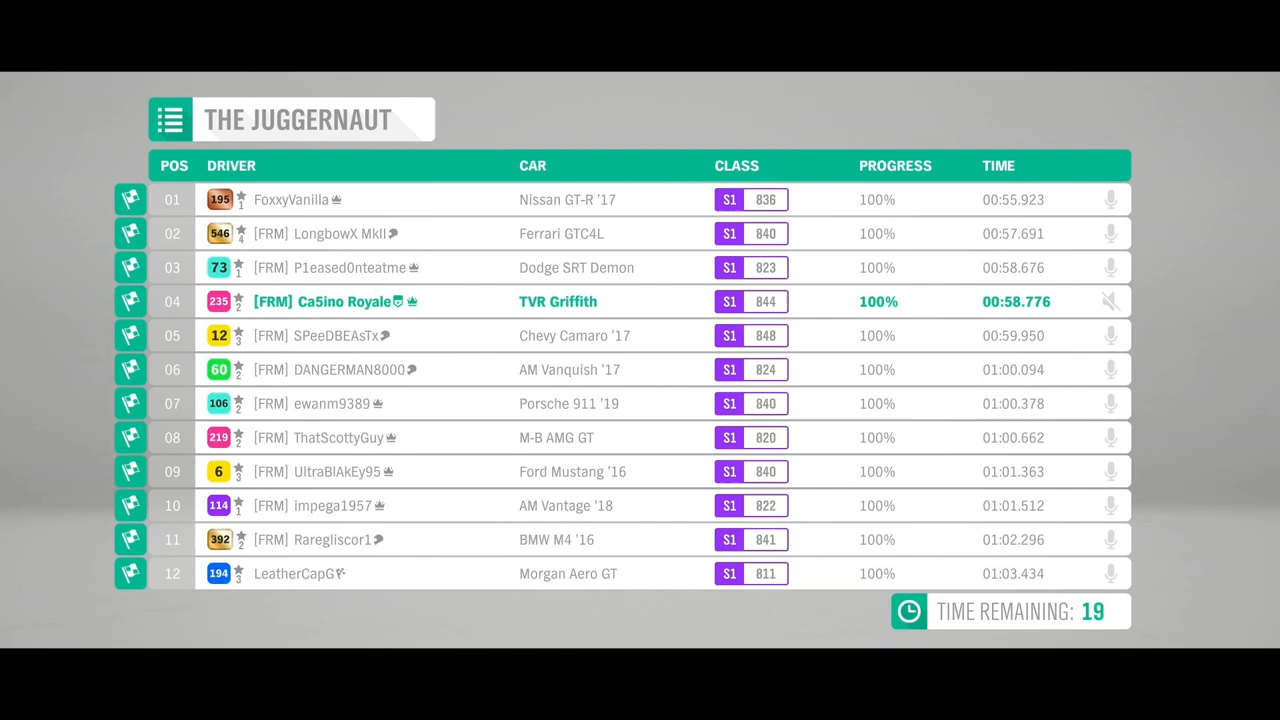 THE JUGGERNAUT
POS DRIVER CAR CLASS PROGRESS TIME
01 195 1 FoxxyVanilla Nissan GT-R '17 S1 836 100% 00:55.923
02 546 4 [FRM] LongbowX MkII Ferrari GTC4L S1 840 100% 00:57.691
03 73 1 [FRM] P1eased0nteatme Dodge SRT Demon S1 823 100% 00:58.676
04 235 2 [FRM] Ca5ino Royale TVR Griffith S1 844 100% 00:58.776
05 12 3 [FRM] SPeeDBEAsTx Chevy Camaro '17 S1 848 100% 00:59.950
06 60 2 [FRM] DANGERMAN8000 AM Vanquish '17 S1 824 100% 01:00.094
07 106 2 [FRM] ewanm9389 Porsche 911 '19 S1 840 100% 01:00.378
08 219 2 [FRM] ThatScottyGuy M-B AMG GT S1 820 100% 01:00.662
09 6 3 [FRM] UltraBlAkEy95 Ford Mustang '16 S1 840 100% 01:01.363
10 114 1 [FRM] impega1957 AM Vantage '18 S1 822 100% 01:01.512
11 392 2 [FRM] Raregliscor1 BMW M4 '16 S1 841 100% 01:02.296
12 194 3 LeatherCapG Morgan Aero GT S1 811 100% 01:03.434
TIME REMAINING: 19